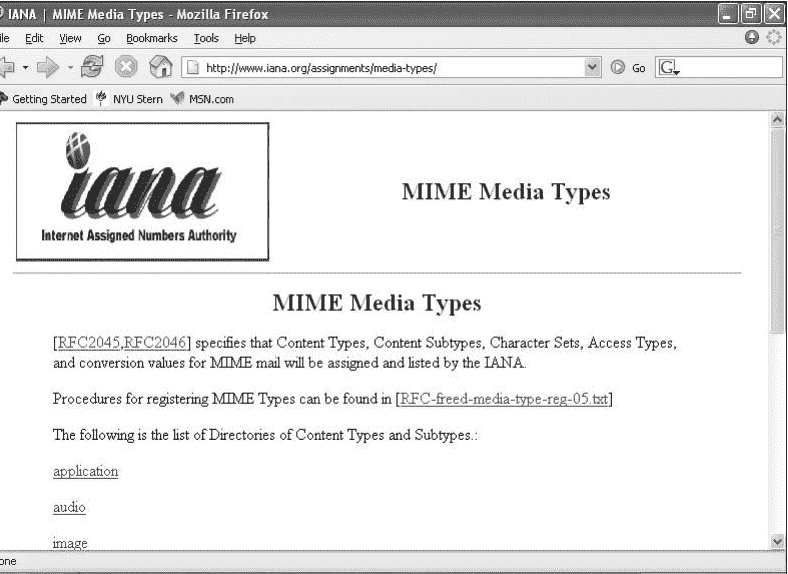 IANA | MIME Media Types - Mozilla Firefox
ile Edit View Go Bookmarks Tools Help
http://www.iana.org/assignments/media-types/ Go G
Getting Started NYU Stern MSN.com
iana
Internet Assigned Numbers Authority
MIME Media Types
MIME Media Types
[RFC2045,RFC2046] specifies that Content Types, Content Subtypes, Character Sets, Access Types,
and conversion values for MIME mail will be assigned and listed by the IANA.
Procedures for registering MIME Types can be found in [RFC-freed-media-type-reg-05.txt]
The following is the list of Directories of Content Types and Subtypes.:
application
audio
image
one